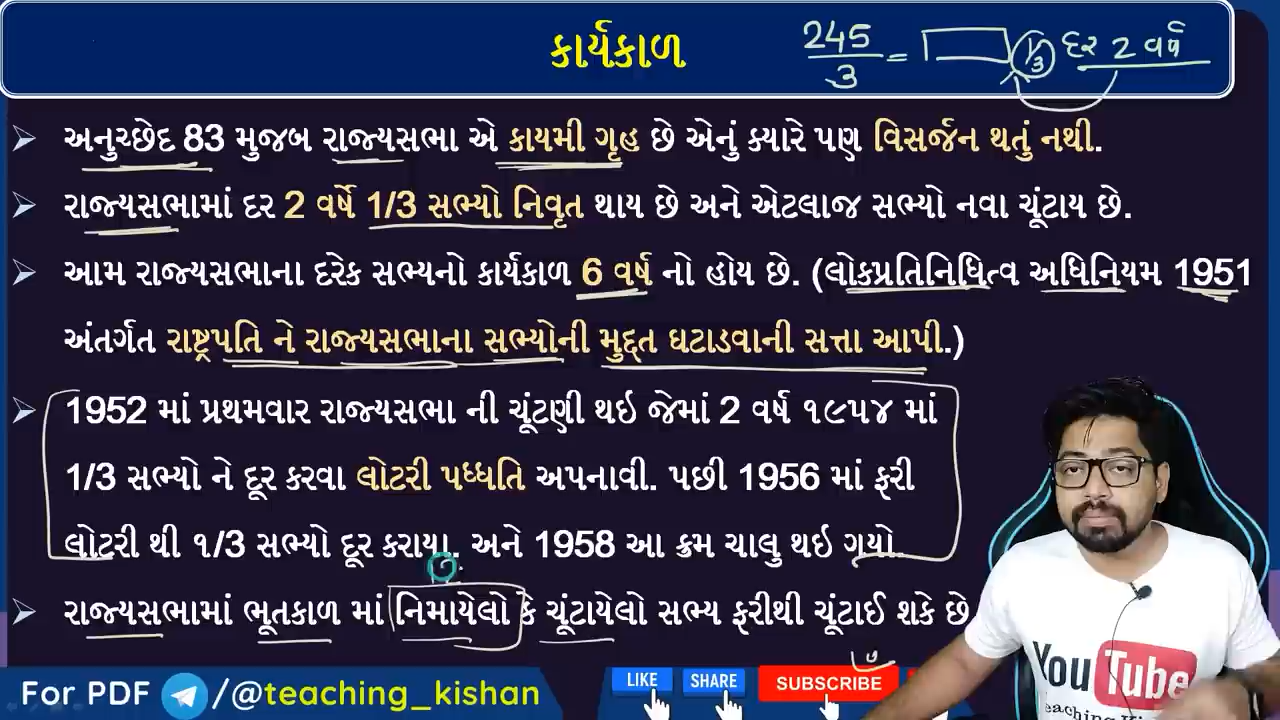 કાર્યકાળ
245/3 = 1/3 દર 2 વર્ષે
➢ અનુચ્છેદ 83 મુજબ રાજ્યસભા એ કાયમી ગૃહ છે એનું ક્યારે પણ વિસર્જન થતું નથી.
➢ રાજ્યસભામાં દર 2 વર્ષે 1/3 સભ્યો નિવૃત થાય છે અને એટલાજ સભ્યો નવા ચૂંટાય છે.
➢ આમ રાજ્યસભાના દરેક સભ્યનો કાર્યકાળ 6 વર્ષ નો હોય છે. (લોકપ્રતિનિધિત્વ અધિનિયમ 1951
અંતર્ગત રાષ્ટ્રપતિ ને રાજ્યસભાના સભ્યોની મુદ્દત ઘટાડવાની સત્તા આપી.)
➢ 1952 માં પ્રથમવાર રાજ્યસભા ની ચૂંટણી થઇ જેમાં 2 વર્ષ ૧૯૫૪ માં
1/3 સભ્યો ને દૂર કરવા લોટરી પધ્ધતિ અપનાવી. પછી 1956 માં ફરી
લોટરી થી ૧/3 સભ્યો દૂર કરાયા. અને 1958 આ ક્રમ ચાલુ થઇ ગયો.
➢ રાજ્યસભામાં ભૂતકાળ માં નિમાયેલો કે ચૂંટાયેલો સભ્ય ફરીથી ચૂંટાઈ શકે છે
For PDF /@teaching_kishan
LIKE SHARE SUBSCRIBE
You Tube